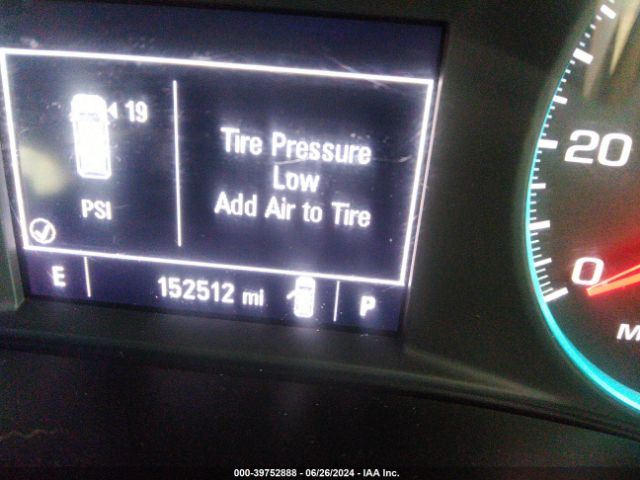 19
Tire Pressure
Low
Add Air to Tire
PSI
E
152512 mi
P
20
0
M
000-39752888 - 06/26/2024 - IAA Inc.